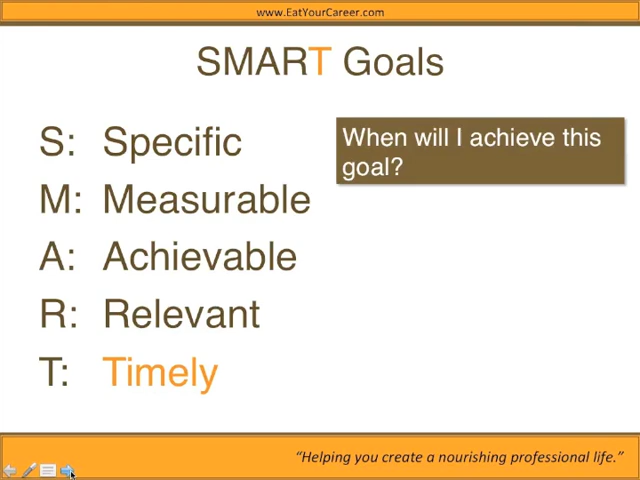 www.EatYourCareer.com
SMART Goals
S: Specific
M: Measurable
A: Achievable
R: Relevant
T: Timely
When will I achieve this
goal?
“Helping you create a nourishing professional life.”